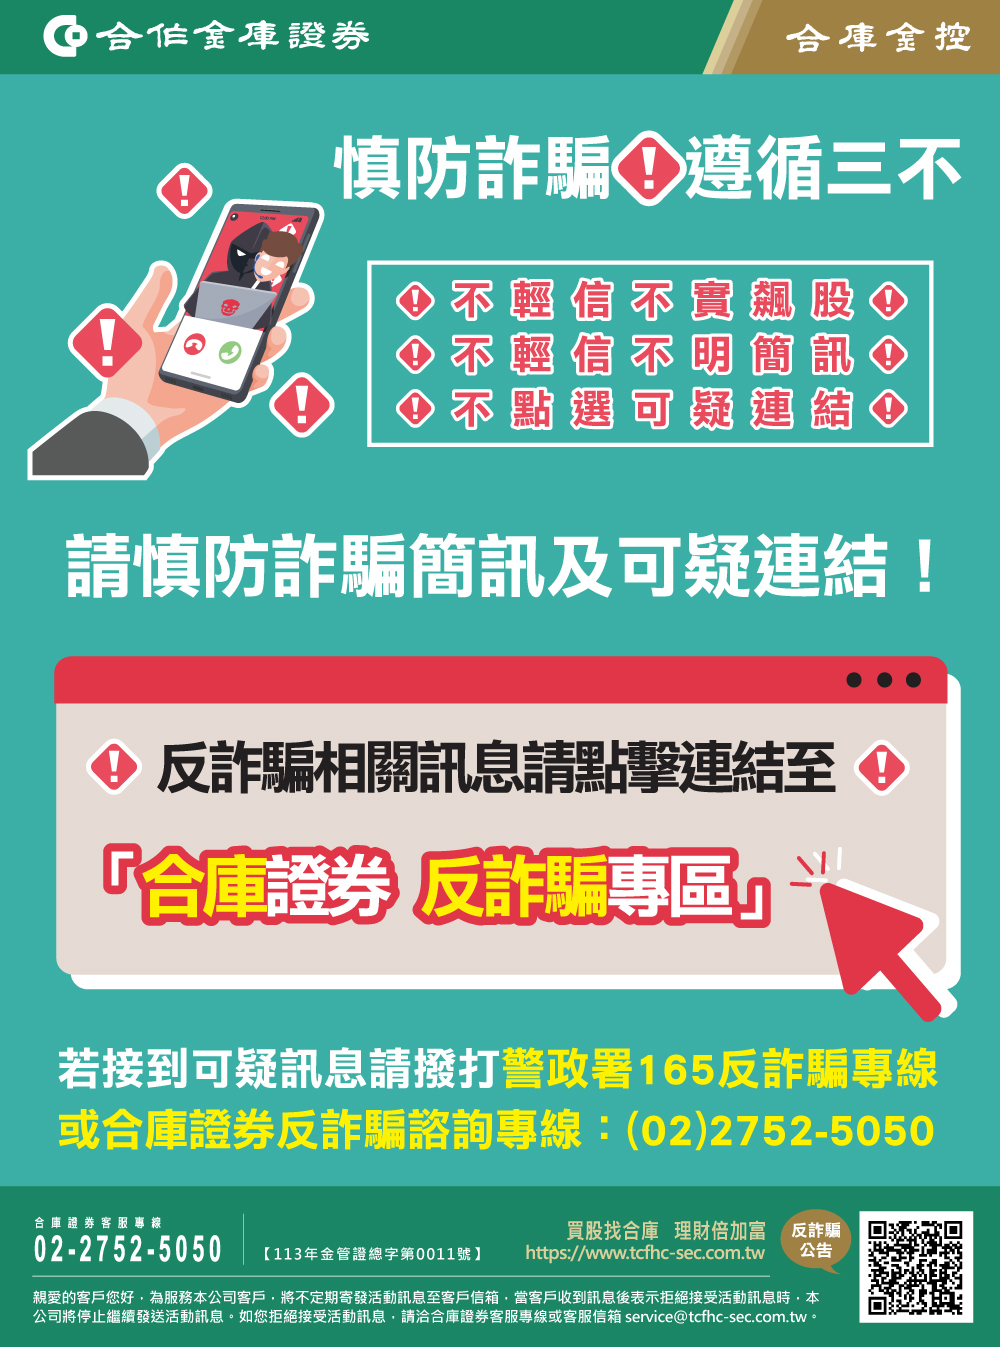 合作金庫證券
合庫金控
慎防詐騙!遵循三不
不輕信不實飆股
不輕信不明簡訊
不點選可疑連結
請慎防詐騙簡訊及可疑連結！
反詐騙相關訊息請點擊連結至
「合庫證券 反詐騙專區」
若接到可疑訊息請撥打警政署165反詐騙專線
或合庫證券反詐騙諮詢專線：(02)2752-5050
合庫證券客服專線
02-2752-5050
【113年金管證總字第0011號】
買股找合庫 理財倍加富
https://www.tcfhc-sec.com.tw
反詐騙
公告
親愛的客戶您好，為服務本公司客戶，將不定期寄發活動訊息至客戶信箱，當客戶收到訊息後表示拒絕接受活動訊息時，本
公司將停止繼續發送活動訊息。如您拒絕接受活動訊息，請洽合庫證券客服專線或客服信箱 service@tcfhc-sec.com.tw。